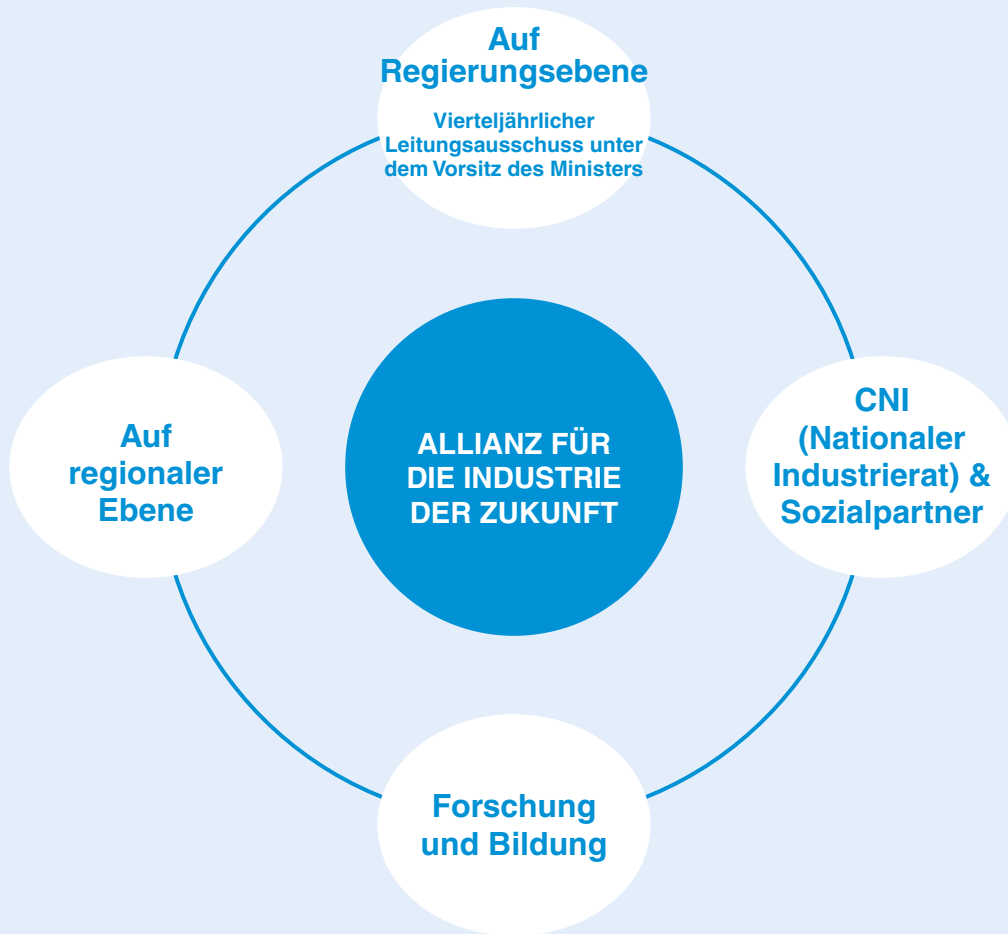 Auf
Regierungsebene
Vierteljährlicher
Leitungsausschuss unter
dem Vorsitz des Ministers
Auf
regionaler
Ebene
ALLIANZ FÜR
DIE INDUSTRIE
DER ZUKUNFT
CNI
(Nationaler
Industrierat) &
Sozialpartner
Forschung
und Bildung